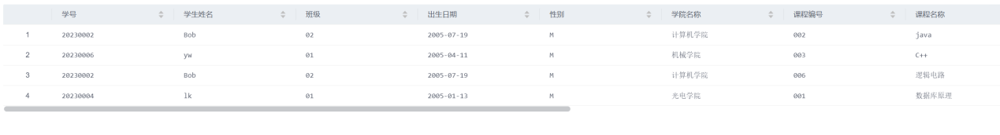 学号 学生姓名 班级 出生日期 性别 学院名称 课程编号 课程名称
1 20230002 Bob 02 2005-07-19 M 计算机学院 002 java
2 20230006 yw 01 2005-04-11 M 机械学院 003 C++
3 20230002 Bob 02 2005-07-19 M 计算机学院 006 逻辑电路
4 20230004 lk 01 2005-01-13 M 光电学院 001 数据库原理